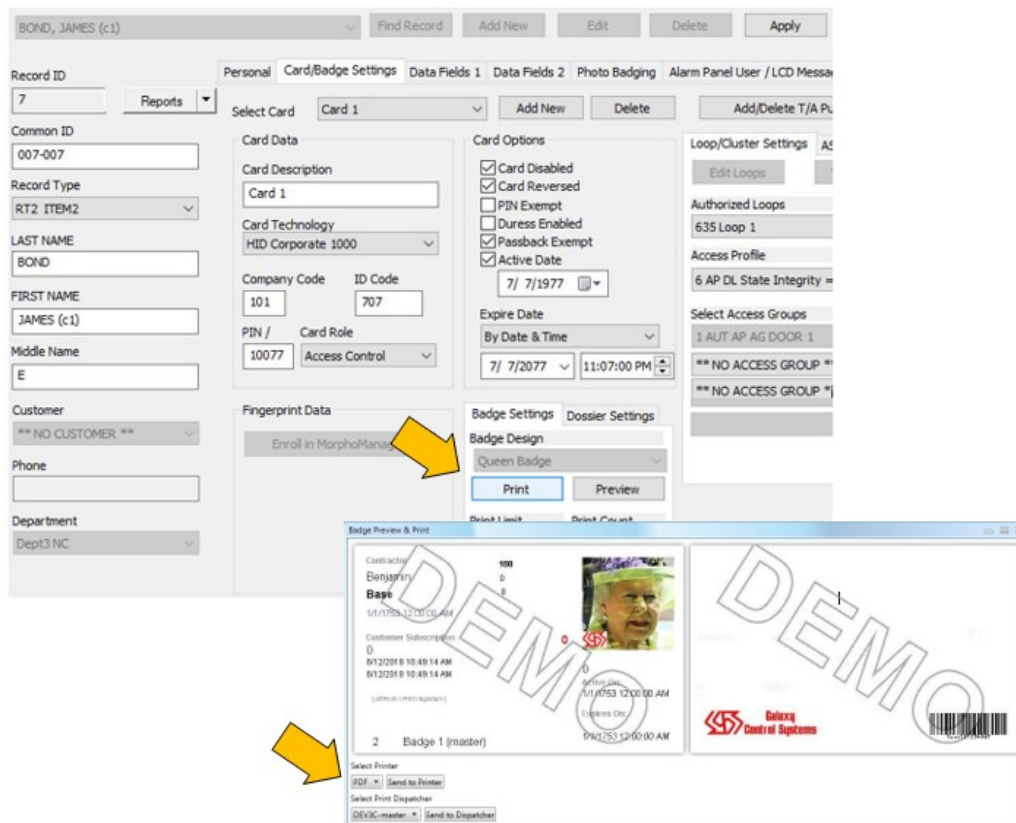 BOND, JAMES (c1)
Find Record
Add New
Edit
Delete
Apply
Record ID
7
Reports
Common ID
007-007
Record Type
RT2 ITEM2
LAST NAME
BOND
FIRST NAME
JAMES (c1)
Middle Name
E
Customer
** NO CUSTOMER **
Phone
Department
Dept3 NC
Personal
Card/Badge Settings
Data Fields 1
Data Fields 2
Photo Badging
Alarm Panel User / LCD Messa
Select Card
Card 1
Add New
Delete
Add/Delete T/A Pu
Card Data
Card Description
Card 1
Card Technology
HID Corporate 1000
Company Code
ID Code
101
707
PIN /
Card Role
10077
Access Control
Fingerprint Data
Enroll in MorphoManag
Card Options
Card Disabled
Card Reversed
PIN Exempt
Duress Enabled
Passback Exempt
Active Date
7/ 7/1977
Expire Date
By Date & Time
7/ 7/2077
11:07:00 PM
Badge Settings
Dossier Settings
Badge Design
Queen Badge
Print
Preview
Print Limit
Print Count
Loop/Cluster Settings
AS
Edit Loops
Authorized Loops
635 Loop 1
Access Profile
6 AP DL State Integrity =
Select Access Groups
1 AUT AP AG DOOR 1
** NO ACCESS GROUP **
** NO ACCESS GROUP *
Badge Preview & Print
Contractor
100
Benjamin
0
Base
0
1/1/1753 12:00:00 AM
Customer Subscription
0
6/12/2018 10:49:14 AM
6/12/2018 10:49:14 AM
2
Badge 1 (master)
0
0
Active On:
1/1/1753 12:00:00 AM
Expires On:
1/1/1753 12:00:00 AM
DEMO
DEMO
Galaxy
Control Systems
Select Printer
PDF
Send to Printer
Select Print Dispatcher
DEV3C-master
Send to Dispatcher